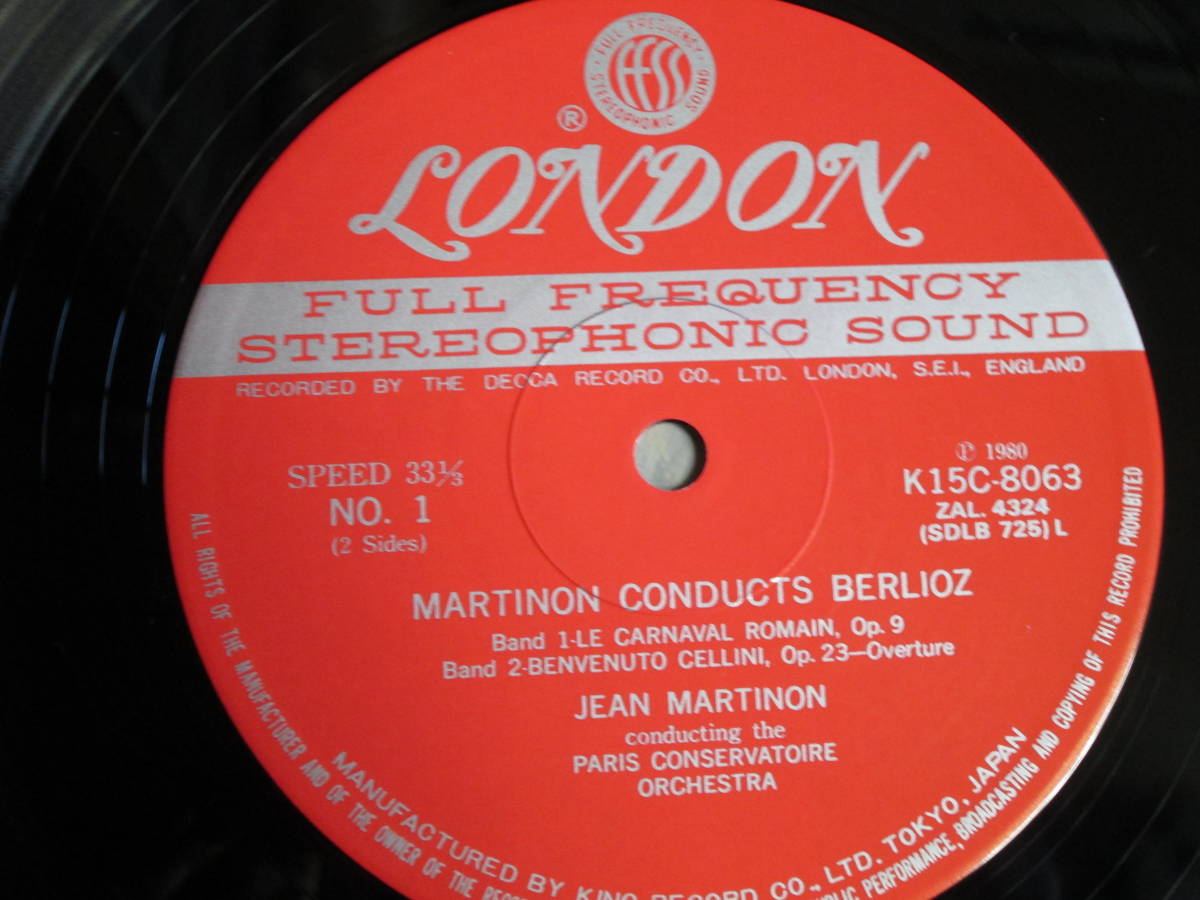 FULL FREQUENCY
ffss
STEREOPHONIC SOUND
®
LONDON
FULL FREQUENCY
STEREOPHONIC SOUND
RECORDED BY THE DECCA RECORD CO., LTD. LONDON, S.E.I., ENGLAND
SPEED 33⅓
NO. 1
(2 Sides)
℗ 1980
K15C-8063
ZAL. 4324
(SDLB 725) L
MARTINON CONDUCTS BERLIOZ
Band 1-LE CARNAVAL ROMAIN, Op. 9
Band 2-BENVENUTO CELLINI, Op. 23—Overture
JEAN MARTINON
conducting the
PARIS CONSERVATOIRE
ORCHESTRA
MANUFACTURED BY KING RECORD CO., LTD. TOKYO, JAPAN
ALL RIGHTS OF THE MANUFACTURER AND OF THE OWNER OF THE
PERFORMANCE, BROADCASTING AND COPYING OF THIS RECORD PROHIBITED